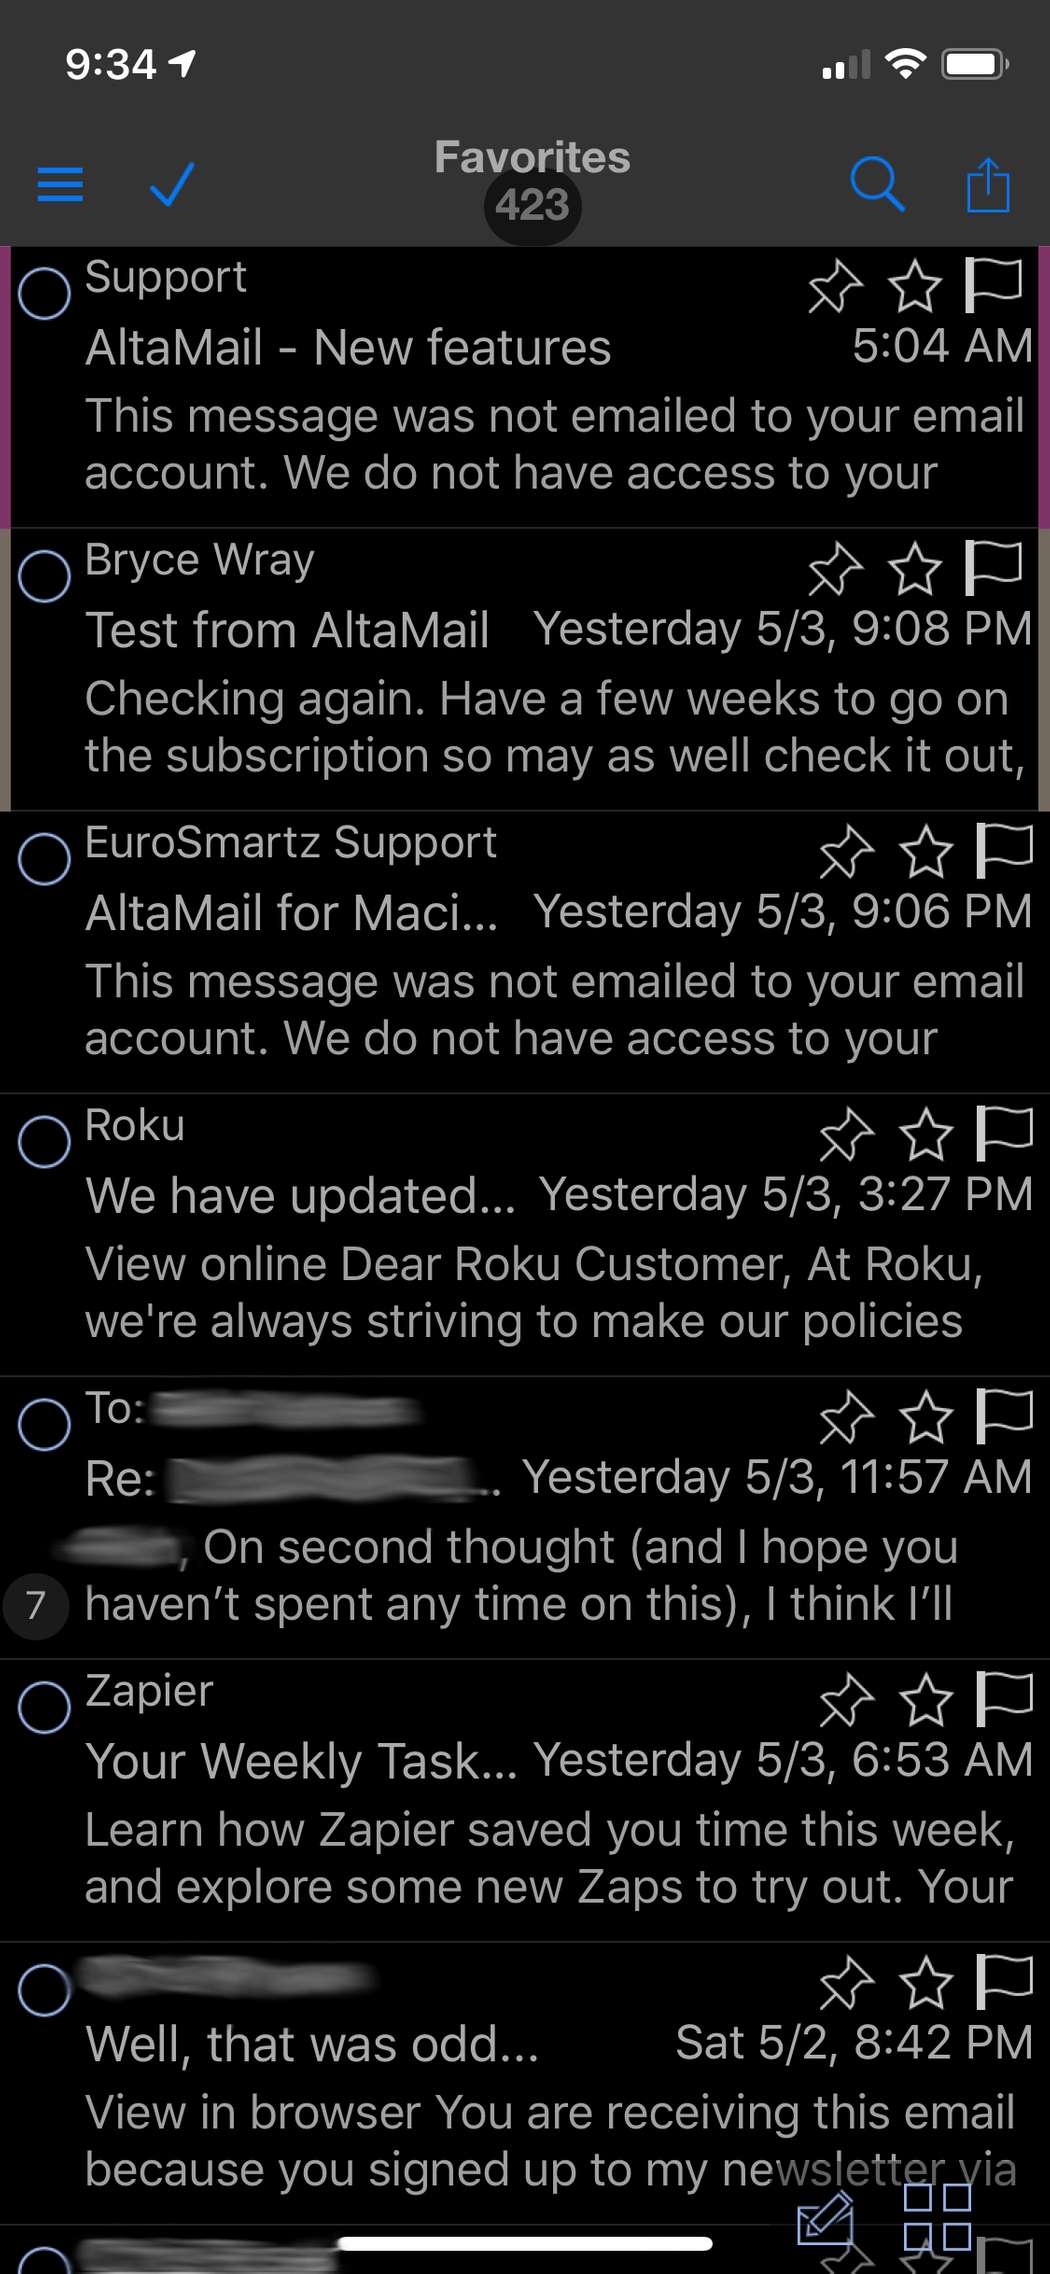 9:34
Favorites
423
Support
AltaMail - New features 5:04 AM
This message was not emailed to your email
account. We do not have access to your
Bryce Wray
Test from AltaMail Yesterday 5/3, 9:08 PM
Checking again. Have a few weeks to go on
the subscription so may as well check it out,
EuroSmartz Support
AltaMail for Maci... Yesterday 5/3, 9:06 PM
This message was not emailed to your email
account. We do not have access to your
Roku
We have updated... Yesterday 5/3, 3:27 PM
View online Dear Roku Customer, At Roku,
we're always striving to make our policies
To:
Re: .. Yesterday 5/3, 11:57 AM
, On second thought (and I hope you
7 haven’t spent any time on this), I think I’ll
Zapier
Your Weekly Task... Yesterday 5/3, 6:53 AM
Learn how Zapier saved you time this week,
and explore some new Zaps to try out. Your
Well, that was odd... Sat 5/2, 8:42 PM
View in browser You are receiving this email
because you signed up to my newsletter via